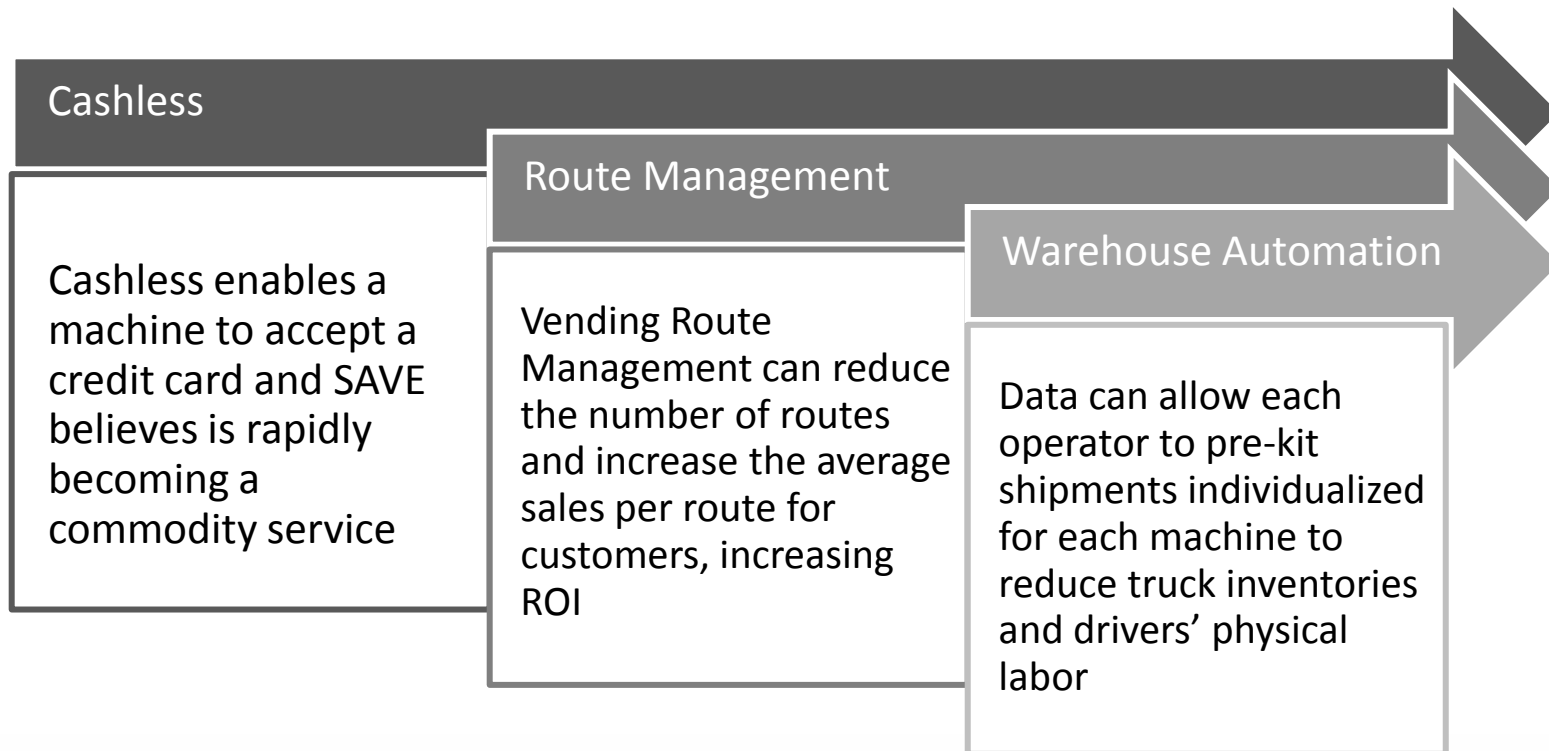 Cashless
Cashless enables a
machine to accept a
credit card and SAVE
believes is rapidly
becoming a
commodity service
Route Management
Vending Route
Management can reduce
the number of routes
and increase the average
sales per route for
customers, increasing
ROI
Warehouse Automation
Data can allow each
operator to pre-kit
shipments individualized
for each machine to
reduce truck inventories
and drivers’ physical
labor